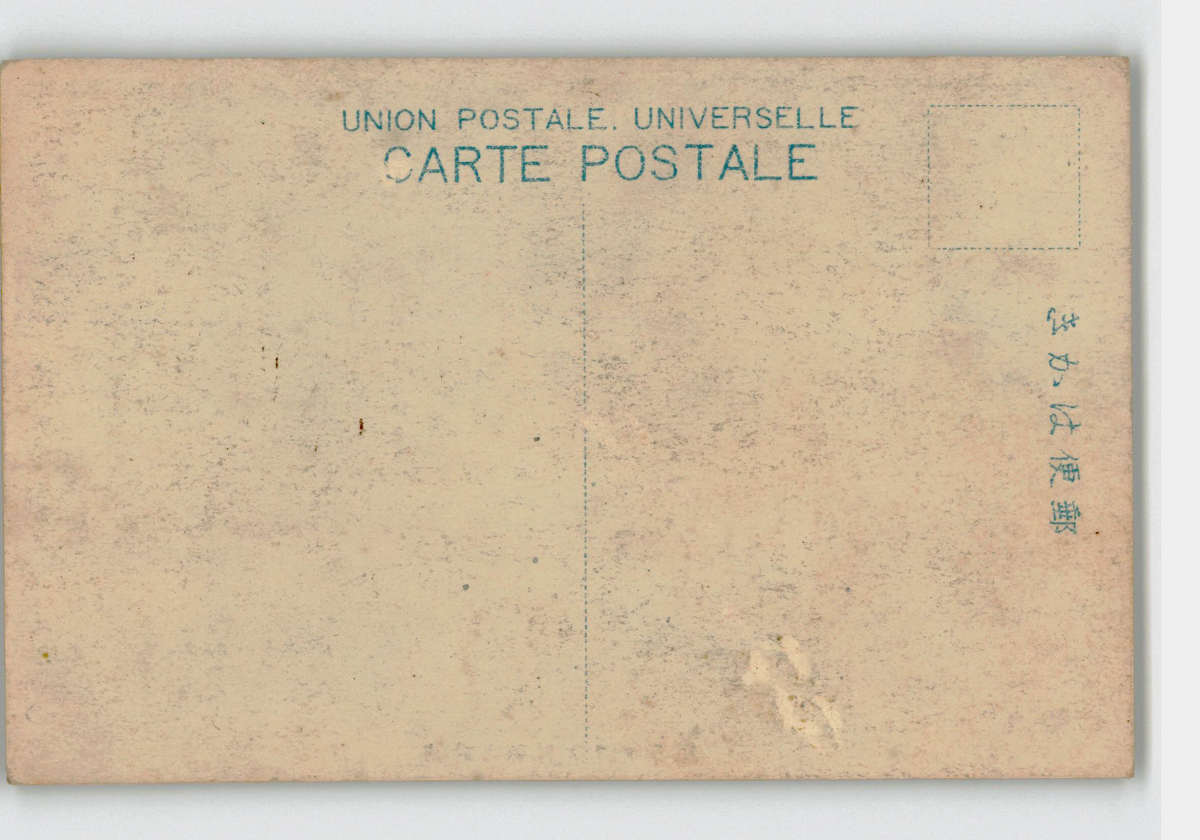 UNION POSTALE. UNIVERSELLE
CARTE POSTALE
きかは便郵